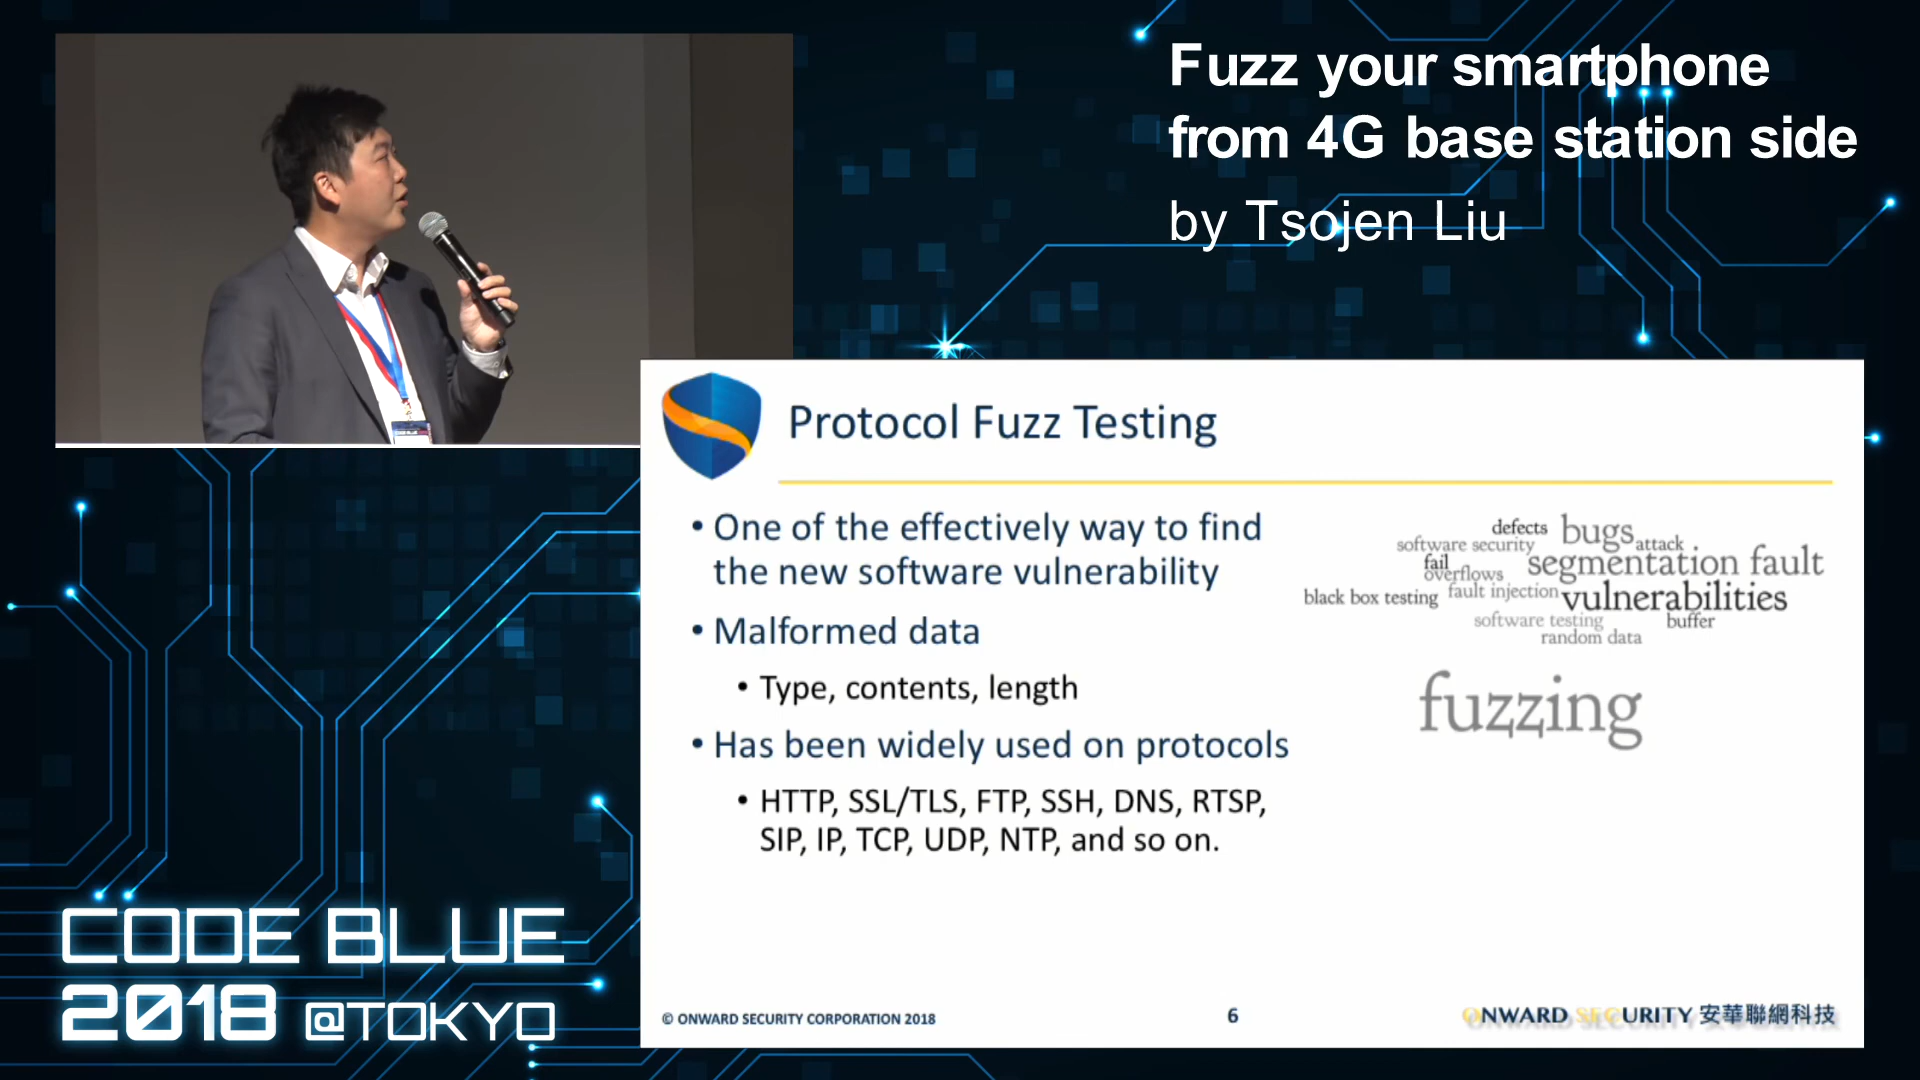 Fuzz your smartphone
from 4G base station side
by Tsojen Liu
Protocol Fuzz Testing
• One of the effectively way to find
the new software vulnerability
• Malformed data
• Type, contents, length
• Has been widely used on protocols
• HTTP, SSL/TLS, FTP, SSH, DNS, RTSP,
SIP, IP, TCP, UDP, NTP, and so on.
defects
bugs
software security
attack
fail
segmentation fault
overflows
black box testing
fault injection
vulnerabilities
software testing
buffer
random data
fuzzing
© ONWARD SECURITY CORPORATION 2018
6
ONWARD SECURITY 安華聯網科技
CODE BLUE
2018 @TOKYO
CODE BLUE